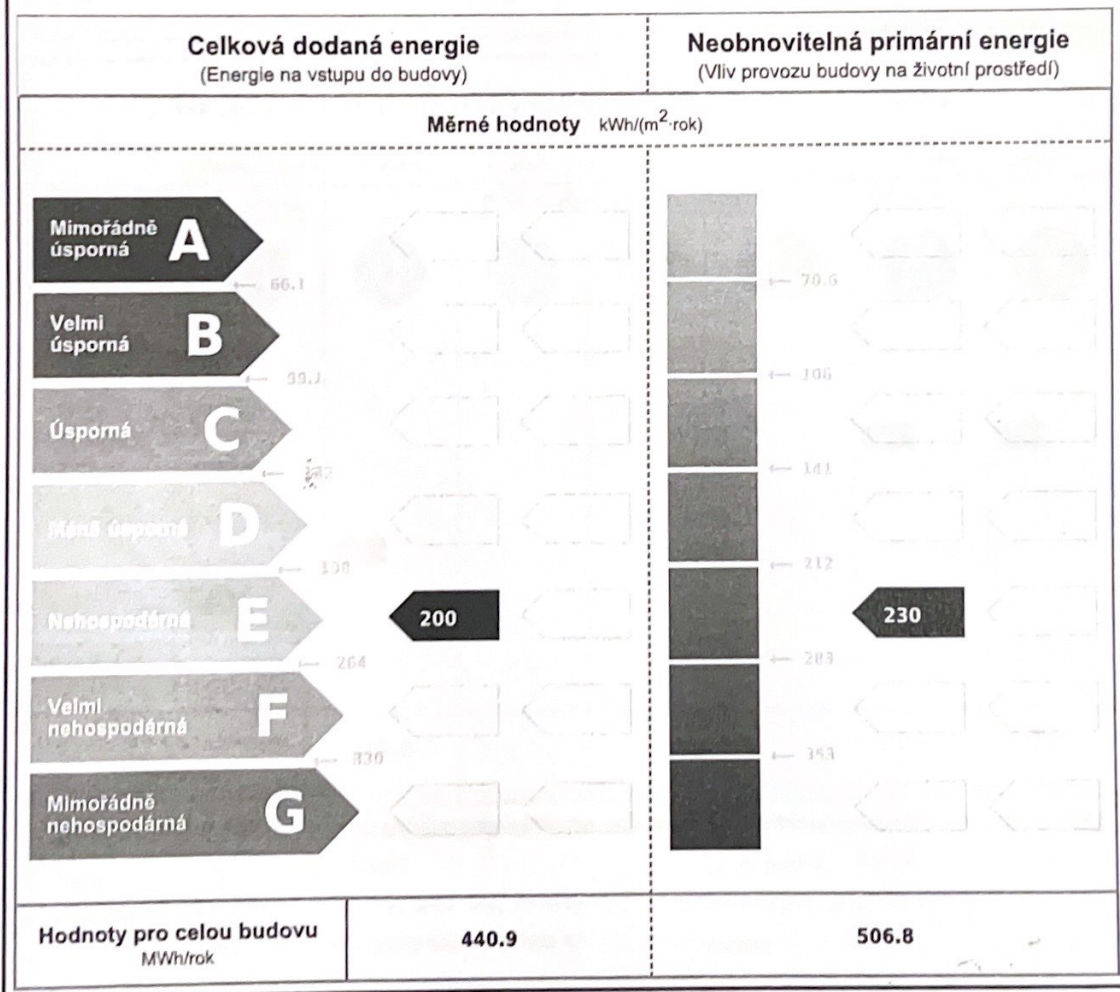 Celková dodaná energie
(Energie na vstupu do budovy)
Neobnovitelná primární energie
(Vliv provozu budovy na životní prostředí)
Měrné hodnoty kWh/(m²·rok)
Mimořádně
úsporná
A
66.1
70.6
Velmi
úsporná
B
99.1
106
Úsporná
C
141
Méně úsporná
D
198
212
Nehospodárná
E
200
230
264
283
Velmi
nehospodárná
F
330
353
Mimořádně
nehospodárná
G
Hodnoty pro celou budovu
MWh/rok
440.9
506.8